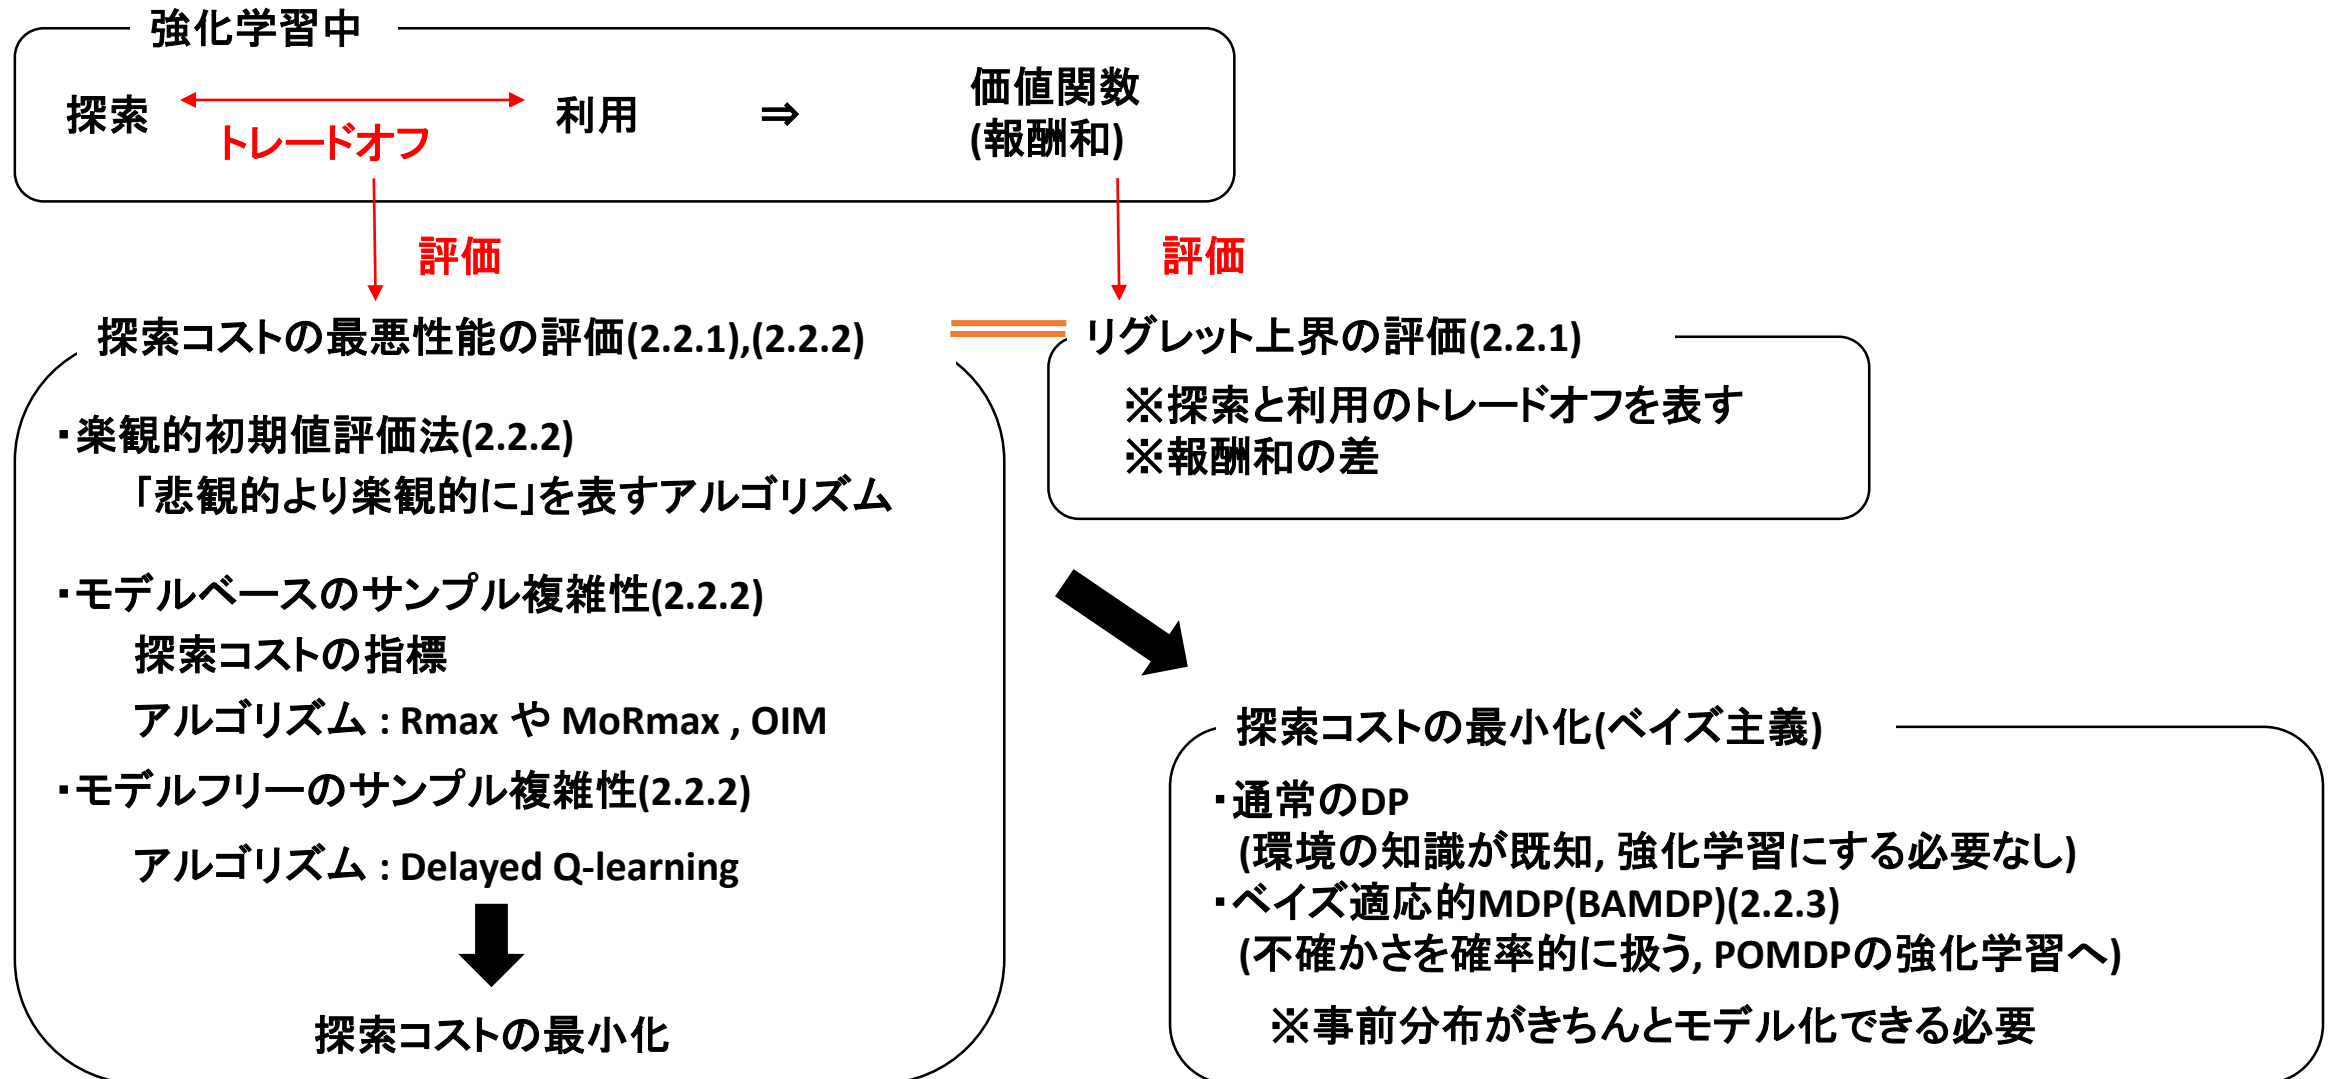 強化学習中
探索
トレードオフ
利用
⇒
価値関数
(報酬和)
評価
評価
探索コストの最悪性能の評価(2.2.1),(2.2.2)
・楽観的初期値評価法(2.2.2)
「悲観的より楽観的に」を表すアルゴリズム
・モデルベースのサンプル複雑性(2.2.2)
探索コストの指標
アルゴリズム : Rmax や MoRmax , OIM
・モデルフリーのサンプル複雑性(2.2.2)
アルゴリズム : Delayed Q-learning
探索コストの最小化
リグレット上界の評価(2.2.1)
※探索と利用のトレードオフを表す
※報酬和の差
探索コストの最小化(ベイズ主義)
・通常のDP
(環境の知識が既知, 強化学習にする必要なし)
・ベイズ適応的MDP(BAMDP)(2.2.3)
(不確かさを確率的に扱う, POMDPの強化学習へ)
※事前分布がきちんとモデル化できる必要